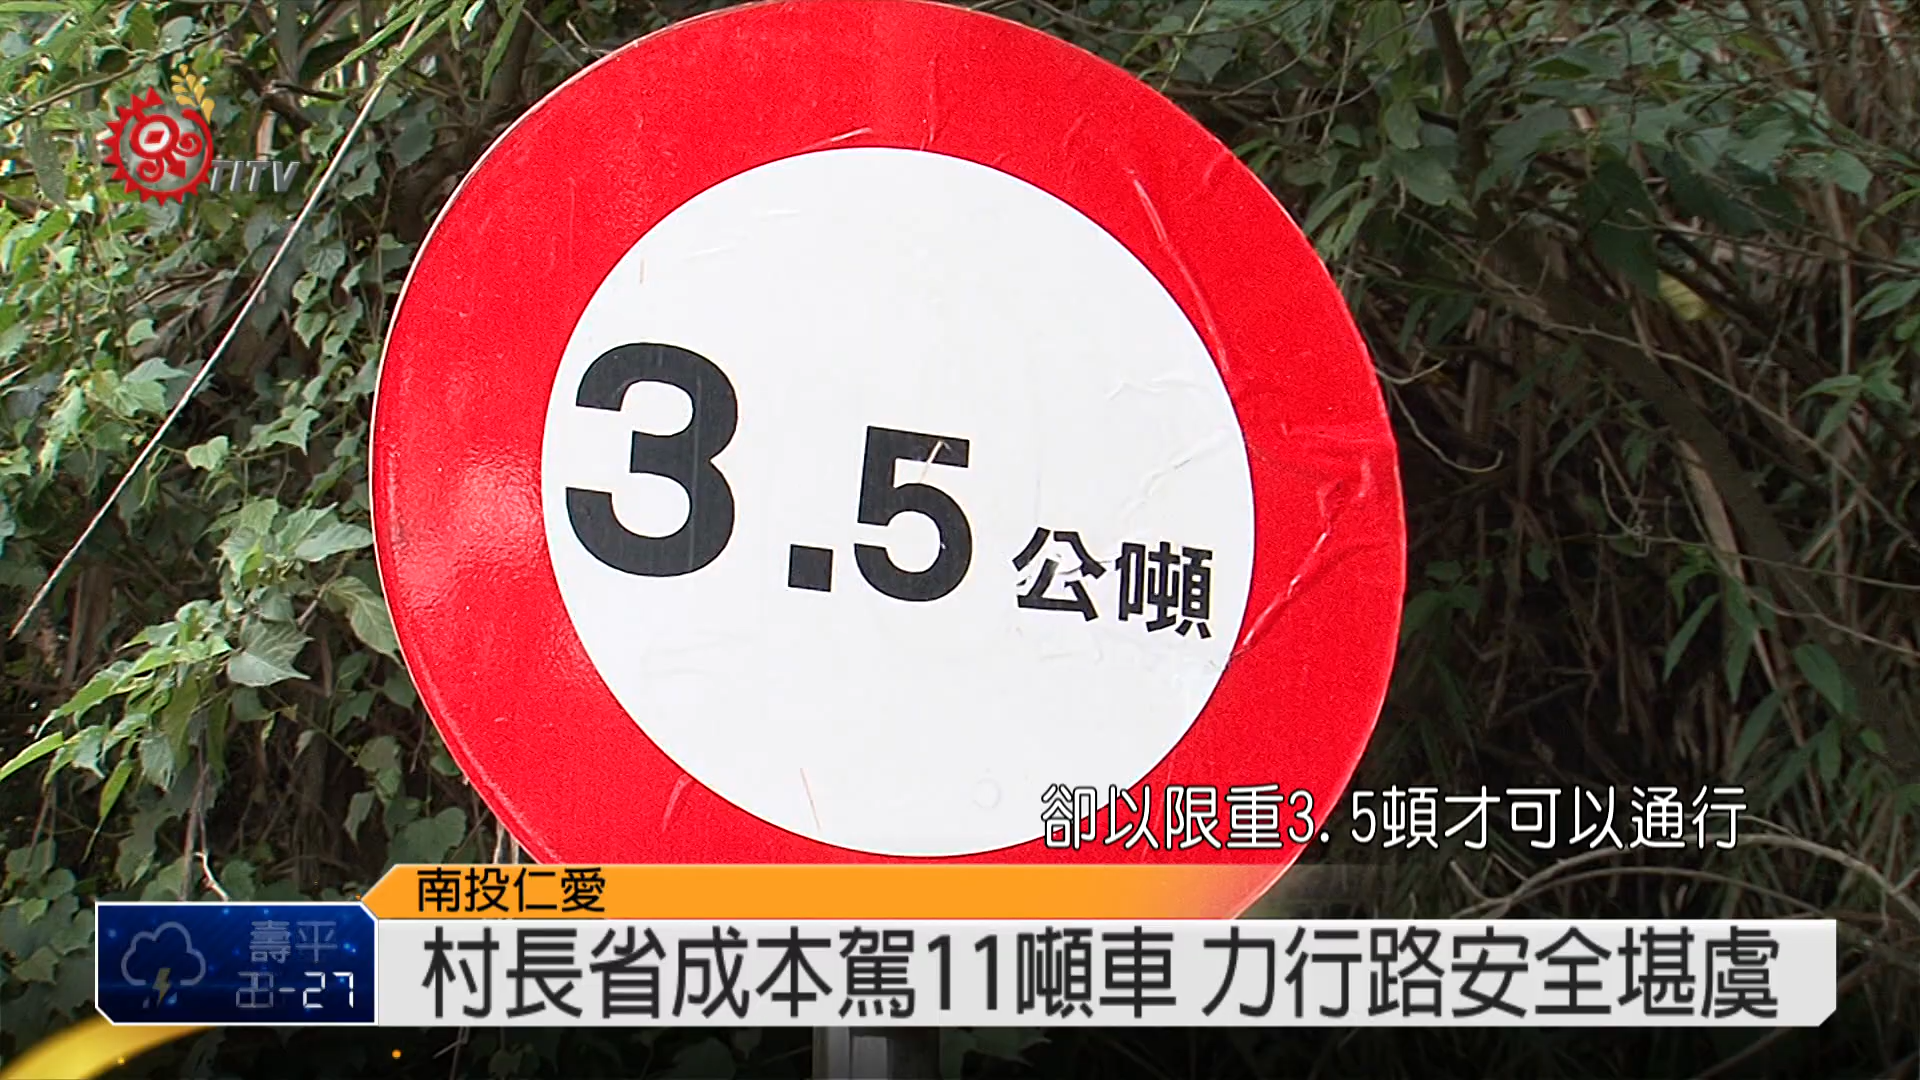 TITV
3.5公噸
卻以限重3.5頓才可以通行
南投仁愛
村長省成本駕11噸車 力行路安全堪虞
壽平
-27